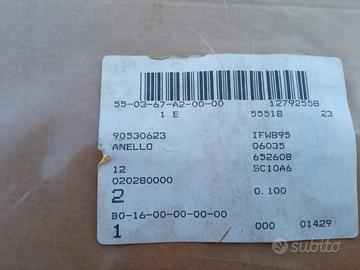 55-03-67-A2-00-00 12792558
1 E 55518 23
90530623 IFW895
ANELLO 06035
652608
12 SC10A6
020280000
2 0.100
B0-16-00-00-00-00
1 000 01429
subito